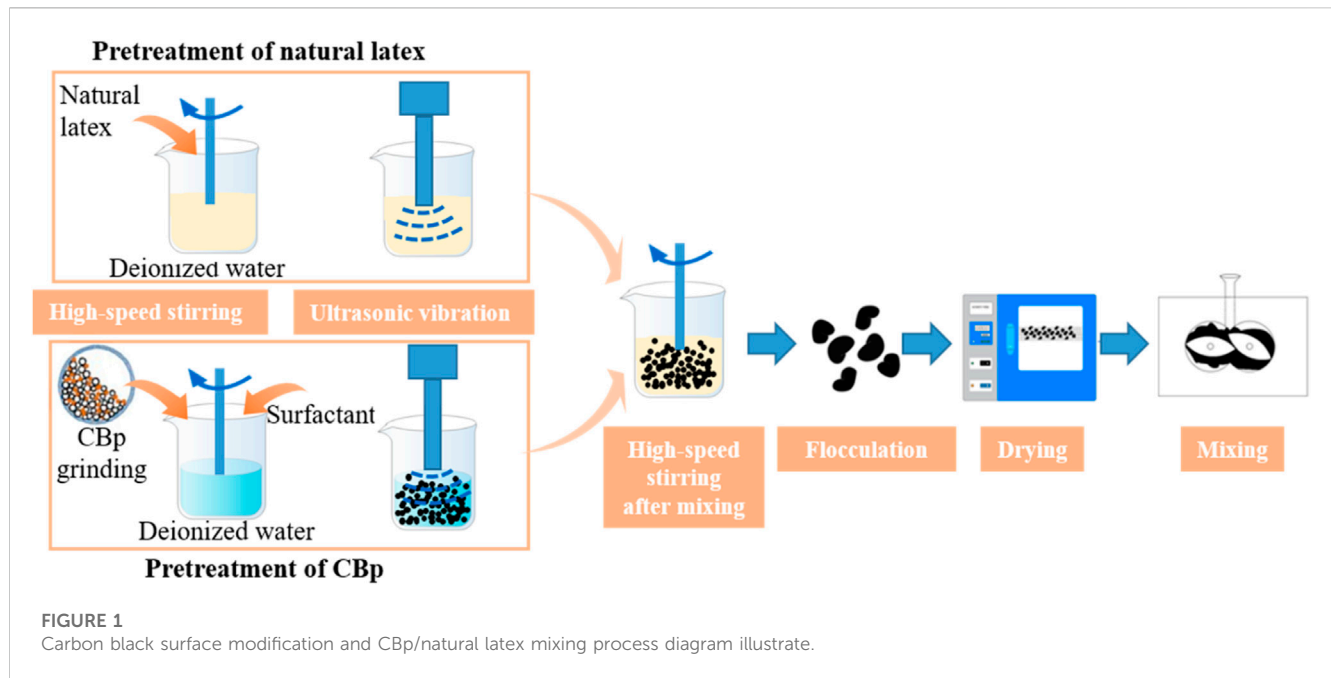 Pretreatment of natural latex
Natural
latex
Deionized water
High-speed stirring
Ultrasonic vibration
CBp
grinding
Surfactant
Deionized water
Pretreatment of CBp
High-speed
stirring
after mixing
Flocculation
Drying
Mixing
FIGURE 1
Carbon black surface modification and CBp/natural latex mixing process diagram illustrate.